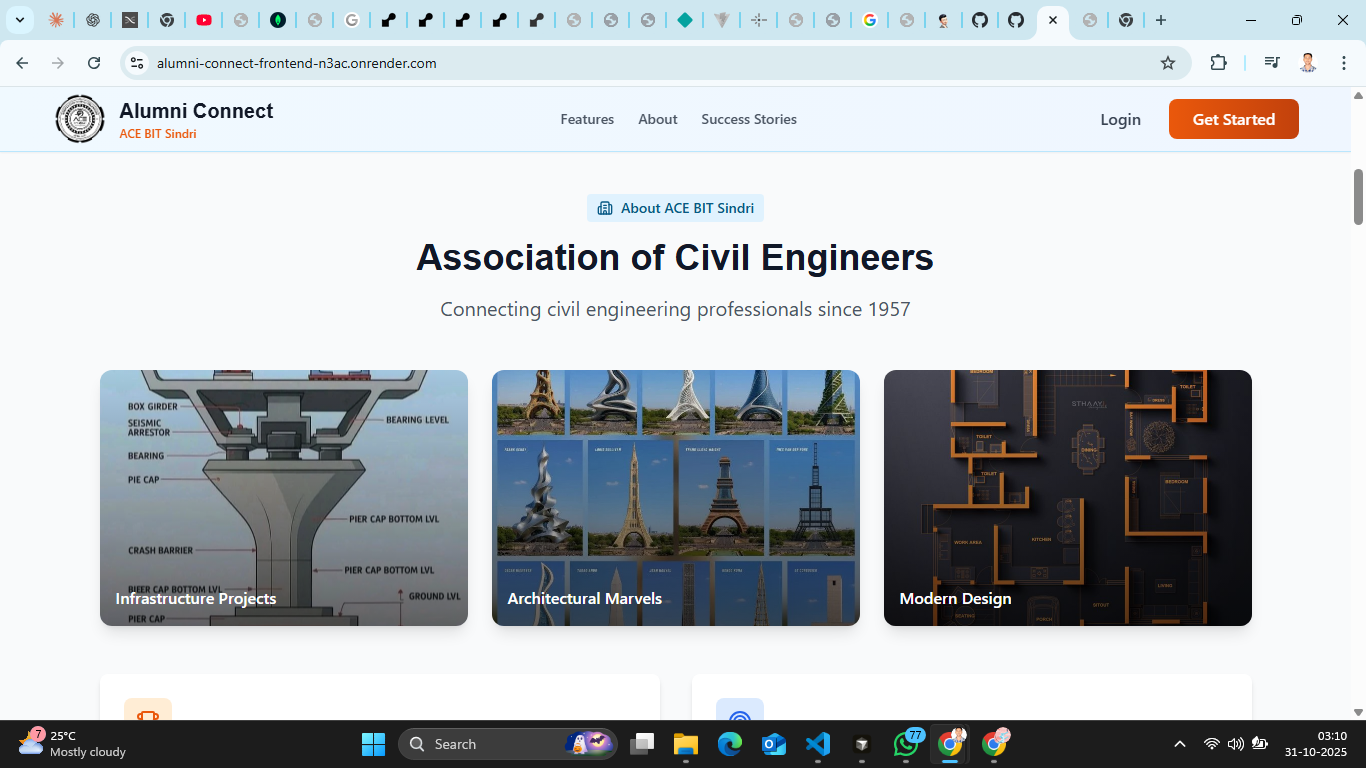 alumni-connect-frontend-n3ac.onrender.com
Alumni Connect
ACE BIT Sindri
Features
About
Success Stories
Login
Get Started
About ACE BIT Sindri
Association of Civil Engineers
Connecting civil engineering professionals since 1957
BOX GIRDER
SEISMIC
ARRESTOR
BEARING
PIE CAP
CRASH BARRIER
PIER CAP
BEARING LEVEL
PIER CAP BOTTOM LVL
PIER CAP BOTTOM LVL
GROUND LVL
Infrastructure Projects
Architectural Marvels
BEDROOM
TOILET
TOILET
TOILET
DINING
BEDROOM
WORK AREA
KITCHEN
LIVING
SITOUT
PORCH
Modern Design
7
25°C
Mostly cloudy
Search
77
03:10
31-10-2025